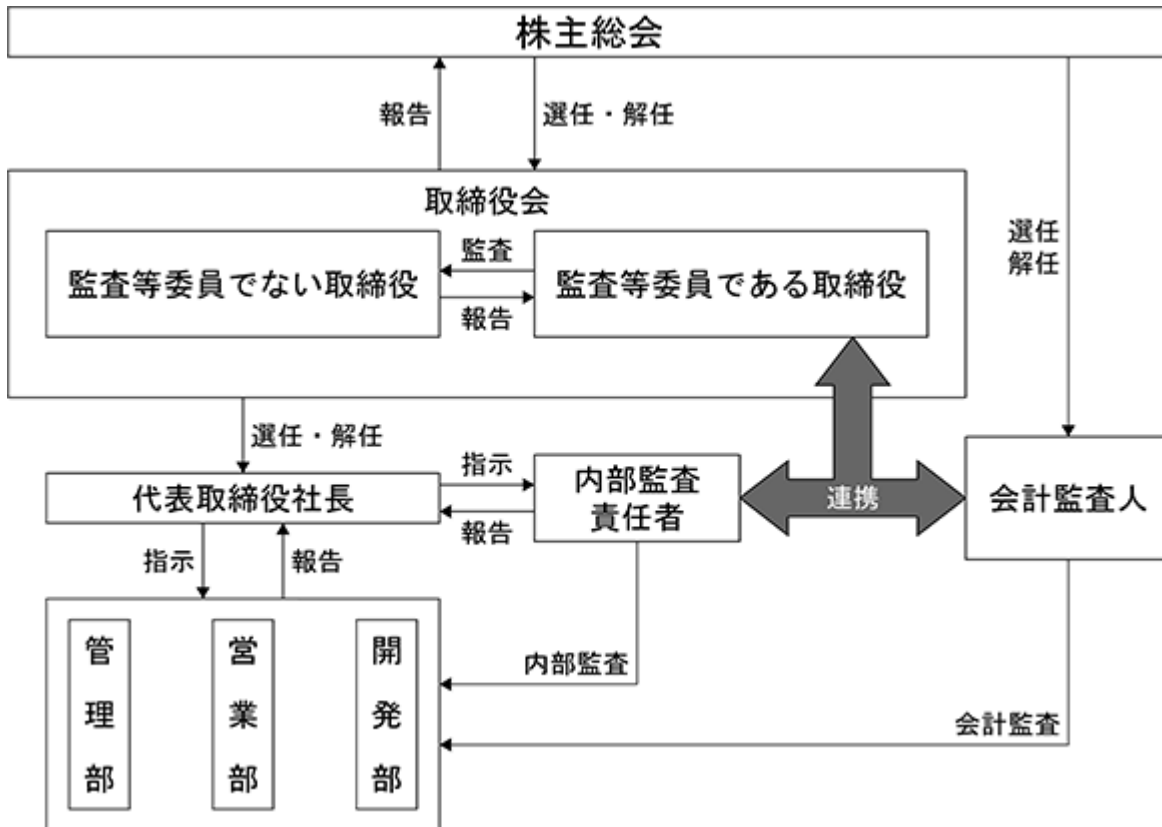 株主総会
報告
選任・解任
取締役会
監査等委員でない取締役
監査
報告
監査等委員である取締役
選任
解任
選任・解任
代表取締役社長
指示
報告
内部監査
責任者
連携
会計監査人
指示
報告
管理部
営業部
開発部
内部監査
会計監査